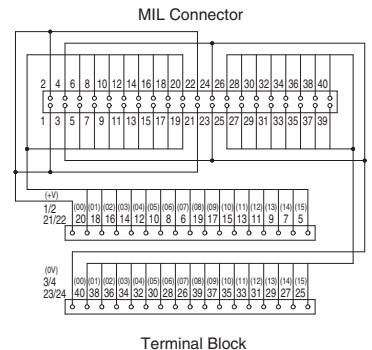 MIL Connector
2 4 6 8 10 12 14 16 18 20 22 24 26 28 30 32 34 36 38 40
1 3 5 7 9 11 13 15 17 19 21 23 25 27 29 31 33 35 37 39
(+V)
1/2
21/22
(00) (01) (02) (03) (04) (05) (06) (07) (08) (09) (10) (11) (12) (13) (14) (15)
20 18 16 14 12 10 8 6 19 17 15 13 11 9 7 5
(0V)
3/4
23/24
(00) (01) (02) (03) (04) (05) (06) (07) (08) (09) (10) (11) (12) (13) (14) (15)
40 38 36 34 32 30 28 26 39 37 35 33 31 29 27 25
Terminal Block